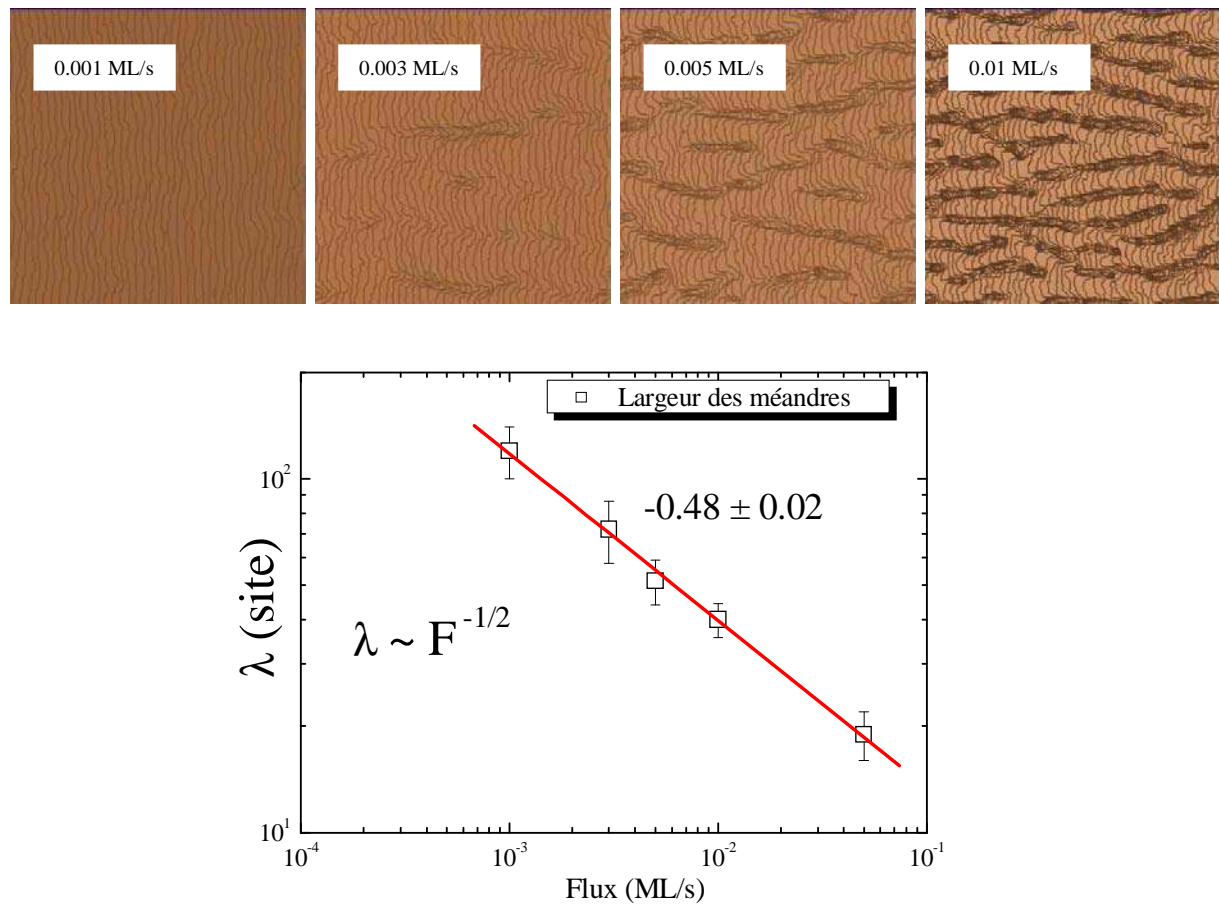 0.001 ML/s
0.003 ML/s
0.005 ML/s
0.01 ML/s
Largeur des méandres
-0.48 ± 0.02
λ ~ F^-1/2
λ (site)
10^2
10^1
10^-4
10^-3
10^-2
10^-1
Flux (ML/s)